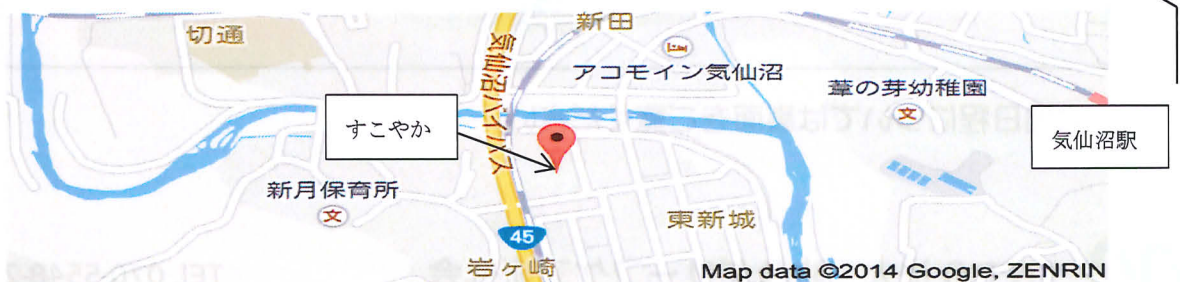 切通
新田
気仙沼バイパス
アコモイン気仙沼
葦の芽幼稚園
文
すこやか
気仙沼駅
新月保育所
文
東新城
45
岩ヶ崎
Map data ©2014 Google, ZENRIN